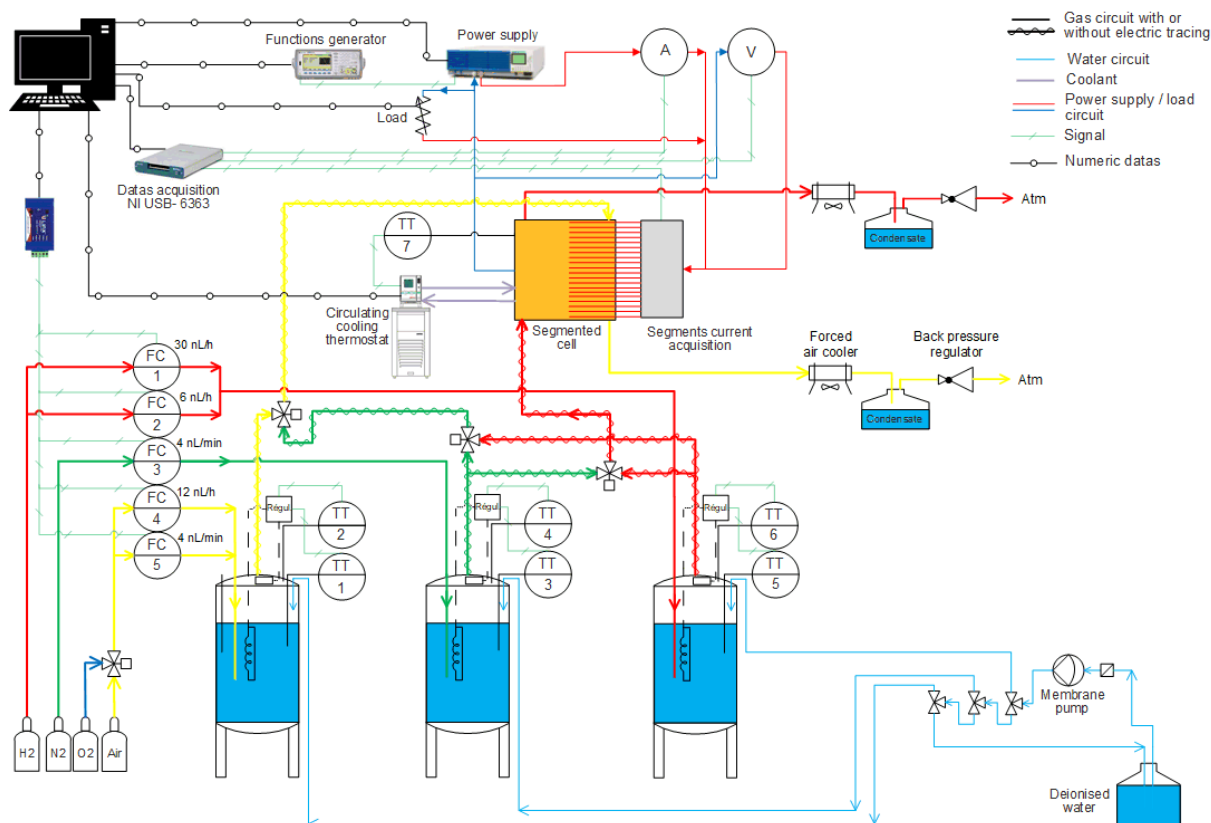 Functions generator
Power supply
A
V
Gas circuit with or
without electric tracing
Water circuit
Coolant
Power supply / load
circuit
Signal
Numeric datas
Load
Datas acquisition
NI USB- 6363
TT
7
Atm
Condensate
Circulating
cooling
thermostat
Segmented
cell
Segments current
acquisition
Forced
air cooler
Back pressure
regulator
Atm
Condensate
FC
1
30 nL/h
FC
2
6 nL/h
FC
3
4 nL/min
FC
4
12 nL/h
FC
5
4 nL/min
Régul
TT
2
TT
1
Régul
TT
4
TT
3
Régul
TT
6
TT
5
Membrane
pump
H2
N2
O2
Air
Deionised
water